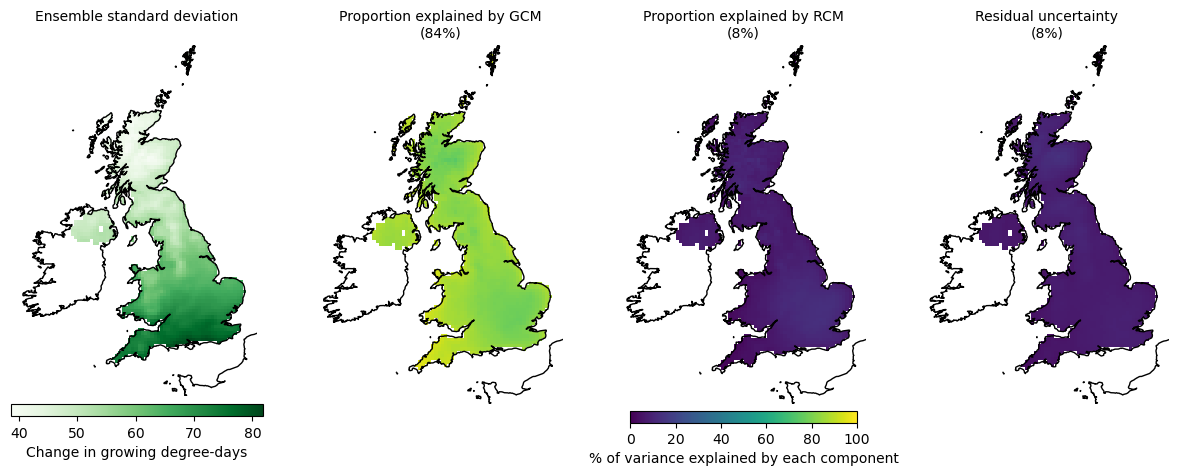 Ensemble standard deviation
Proportion explained by GCM
(84%)
Proportion explained by RCM
(8%)
Residual uncertainty
(8%)
40 50 60 70 80
Change in growing degree-days
0 20 40 60 80 100
% of variance explained by each component